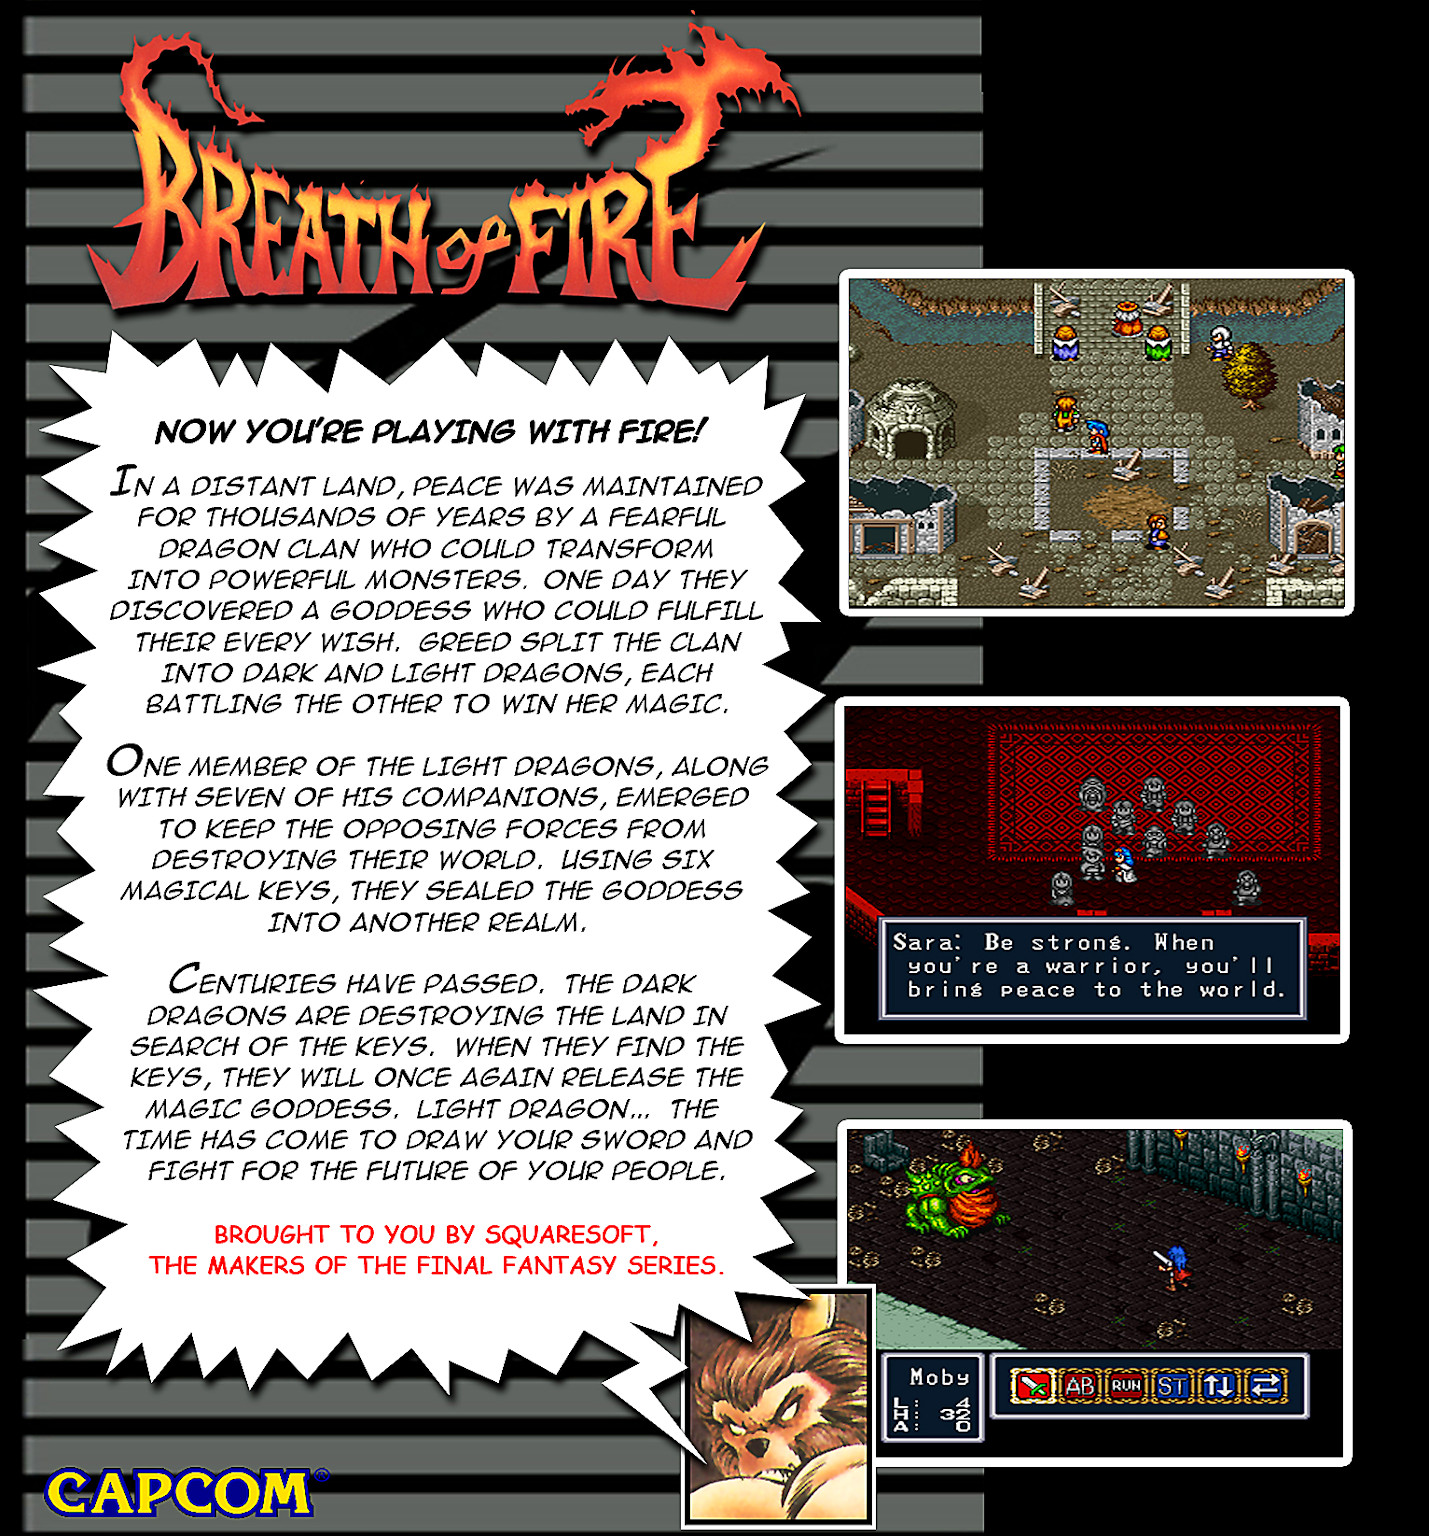 BREATH OF FIRE
NOW YOU'RE PLAYING WITH FIRE!
IN A DISTANT LAND, PEACE WAS MAINTAINED
FOR THOUSANDS OF YEARS BY A FEARFUL
DRAGON CLAN WHO COULD TRANSFORM
INTO POWERFUL MONSTERS. ONE DAY THEY
DISCOVERED A GODDESS WHO COULD FULFILL
THEIR EVERY WISH. GREED SPLIT THE CLAN
INTO DARK AND LIGHT DRAGONS, EACH
BATTLING THE OTHER TO WIN HER MAGIC.
ONE MEMBER OF THE LIGHT DRAGONS, ALONG
WITH SEVEN OF HIS COMPANIONS, EMERGED
TO KEEP THE OPPOSING FORCES FROM
DESTROYING THEIR WORLD. USING SIX
MAGICAL KEYS, THEY SEALED THE GODDESS
INTO ANOTHER REALM.
CENTURIES HAVE PASSED. THE DARK
DRAGONS ARE DESTROYING THE LAND IN
SEARCH OF THE KEYS. WHEN THEY FIND THE
KEYS, THEY WILL ONCE AGAIN RELEASE THE
MAGIC GODDESS. LIGHT DRAGON... THE
TIME HAS COME TO DRAW YOUR SWORD AND
FIGHT FOR THE FUTURE OF YOUR PEOPLE.
BROUGHT TO YOU BY SQUARESOFT,
THE MAKERS OF THE FINAL FANTASY SERIES.
Sara: Be strong. When
you're a warrior, you'll
bring peace to the world.
Moby
L: 4
H: 32
A: 0
AB RUN ST
CAPCOM®